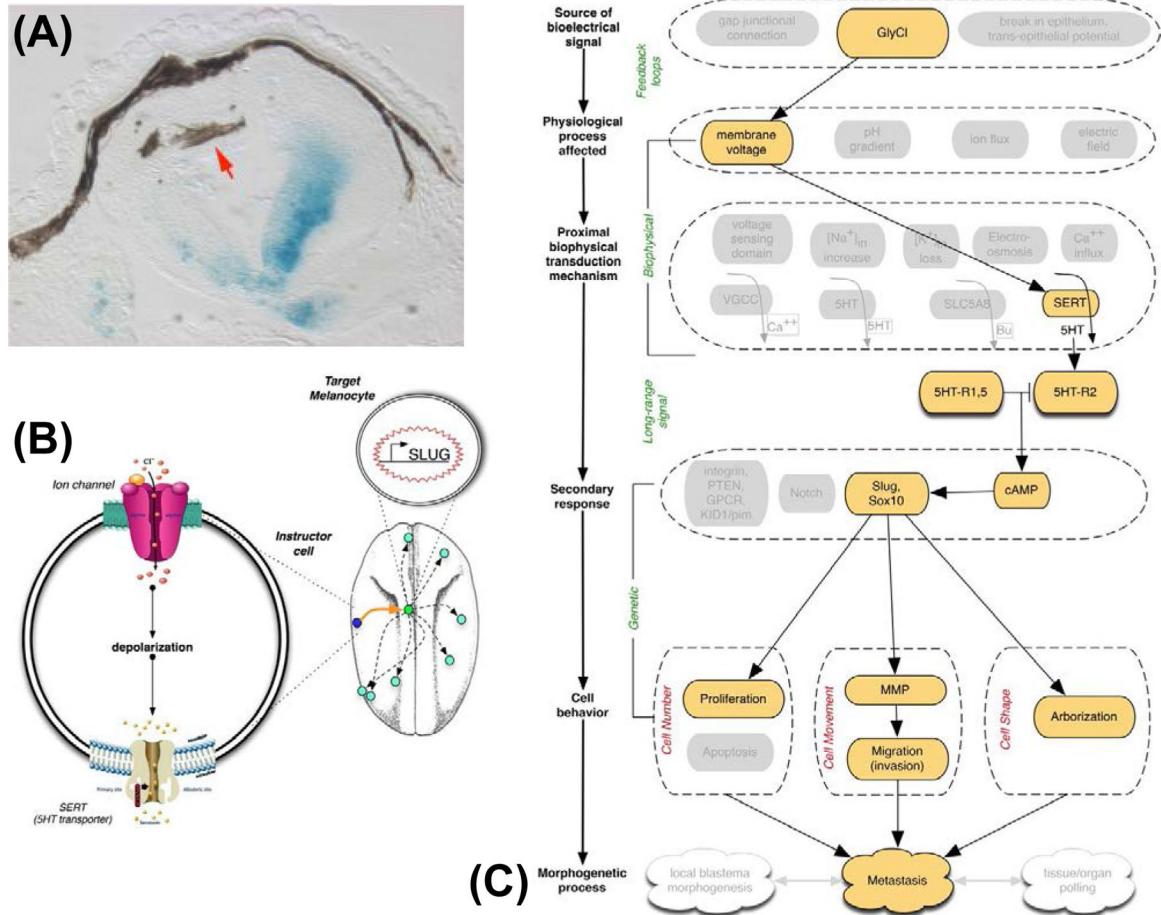 (A)
(B)
Target
Melanocyte
SLUG
Cl-
Ion channel
Instructor
cell
depolarization
Primary site
Allosteric site
SERT
(5HT transporter)
Serotonin
(C)
Source of
bioelectrical
signal
Physiological
process
affected
Proximal
biophysical
transduction
mechanism
Secondary
response
Cell
behavior
Morphogenetic
process
Feedback
loops
Biophysical
Long-range
signal
Genetic
gap junctional
connection
GlyCl
break in epithelium,
trans-epithelial potential
membrane
voltage
pH
gradient
ion flux
electric
field
voltage
sensing
domain
[Na+]in
increase
[K+]in
loss
Electro-
osmosis
Ca++
influx
VGCC
Ca++
5HT
5HT
SLC5A8
Bu
SERT
5HT
5HT-R1,5
5HT-R2
integrin,
PTEN,
GPCR,
KID1/pim
Notch
Slug,
Sox10
cAMP
Cell Number
Proliferation
Apoptosis
Cell Movement
MMP
Migration
(invasion)
Cell Shape
Arborization
local blastema
morphogenesis
Metastasis
tissue/organ
polling